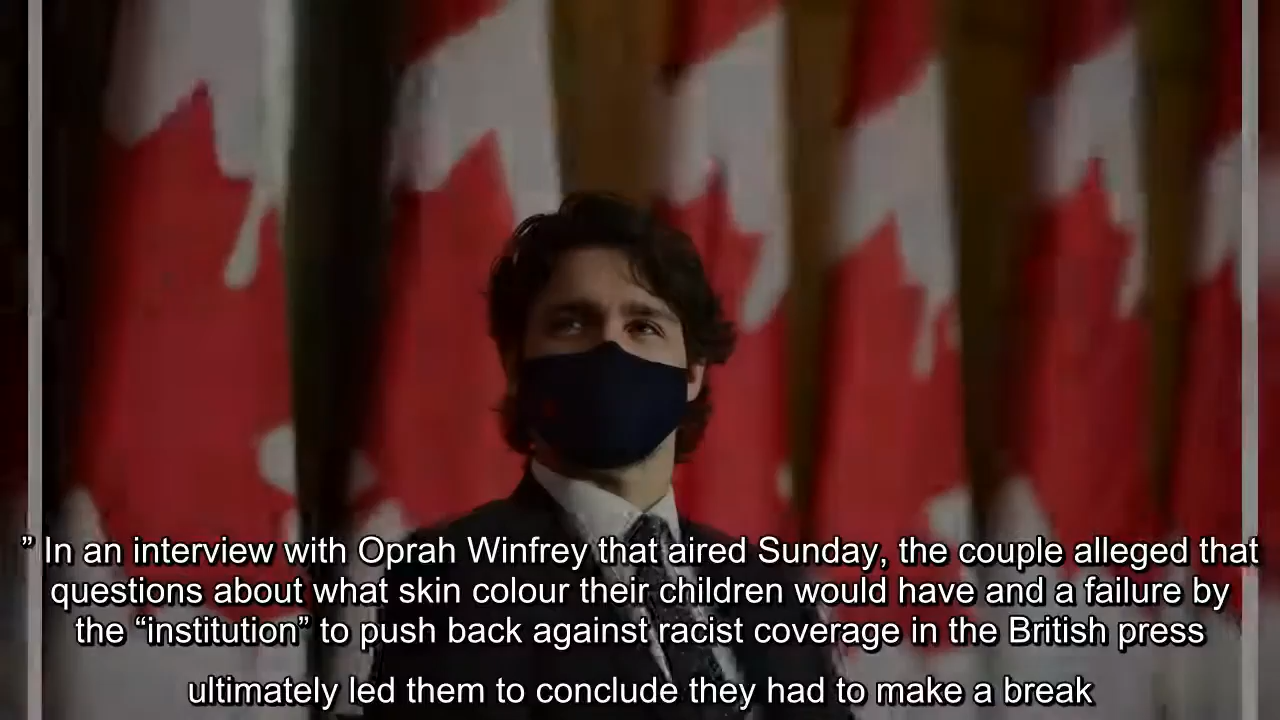 ” In an interview with Oprah Winfrey that aired Sunday, the couple alleged that
questions about what skin colour their children would have and a failure by
the “institution” to push back against racist coverage in the British press
ultimately led them to conclude they had to make a break